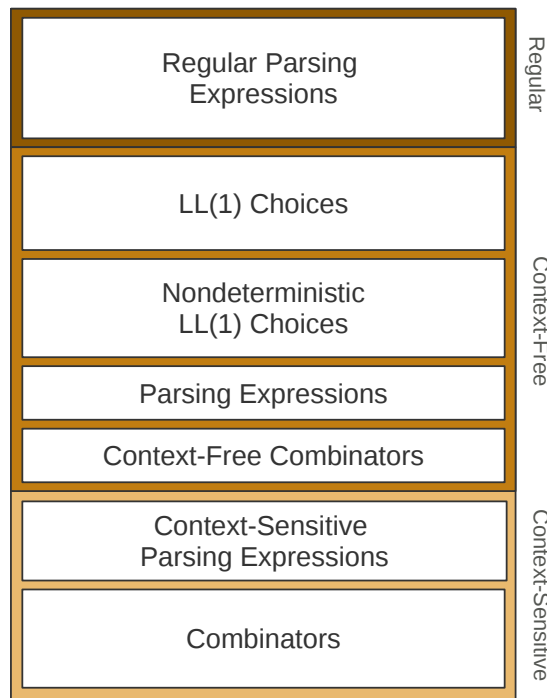 Regular Parsing
Expressions
Regular
LL(1) Choices
Nondeterministic
LL(1) Choices
Parsing Expressions
Context-Free Combinators
Context-Free
Context-Sensitive
Parsing Expressions
Combinators
Context-Sensitive